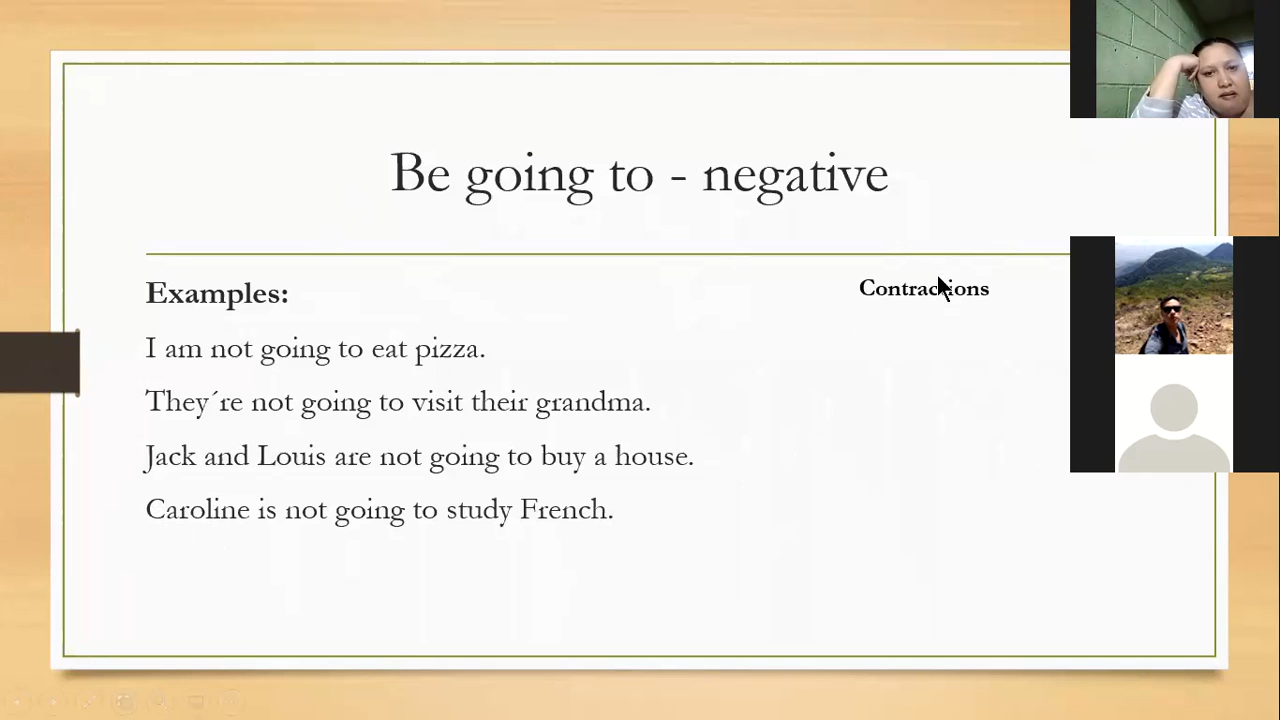 Be going to - negative
Examples:
Contractions
I am not going to eat pizza.
They´re not going to visit their grandma.
Jack and Louis are not going to buy a house.
Caroline is not going to study French.